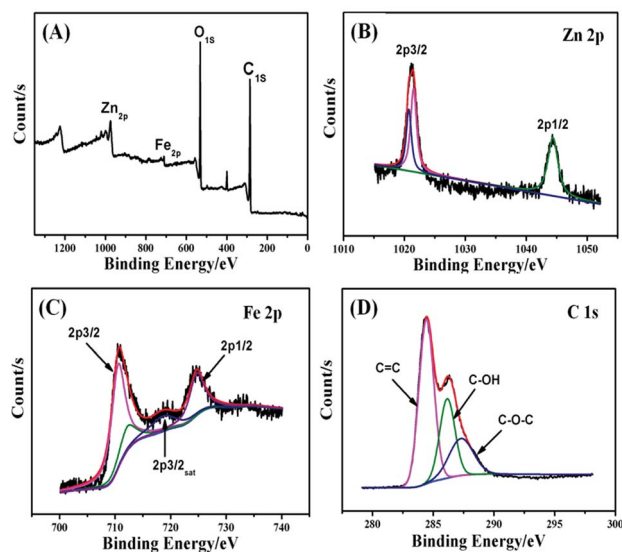 (A)
O1S
C1S
Zn2p
Fe2p
Count/s
1200 1000 800 600 400 200 0
Binding Energy/eV
(B)
Zn 2p
2p3/2
2p1/2
Count/s
1010 1020 1030 1040 1050
Binding Energy/eV
(C)
Fe 2p
2p3/2
2p1/2
2p3/2sat
Count/s
700 710 720 730 740
Binding Energy/eV
(D)
C 1s
C=C
C-OH
C-O-C
Count/s
280 285 290 295 300
Binding Energy/eV